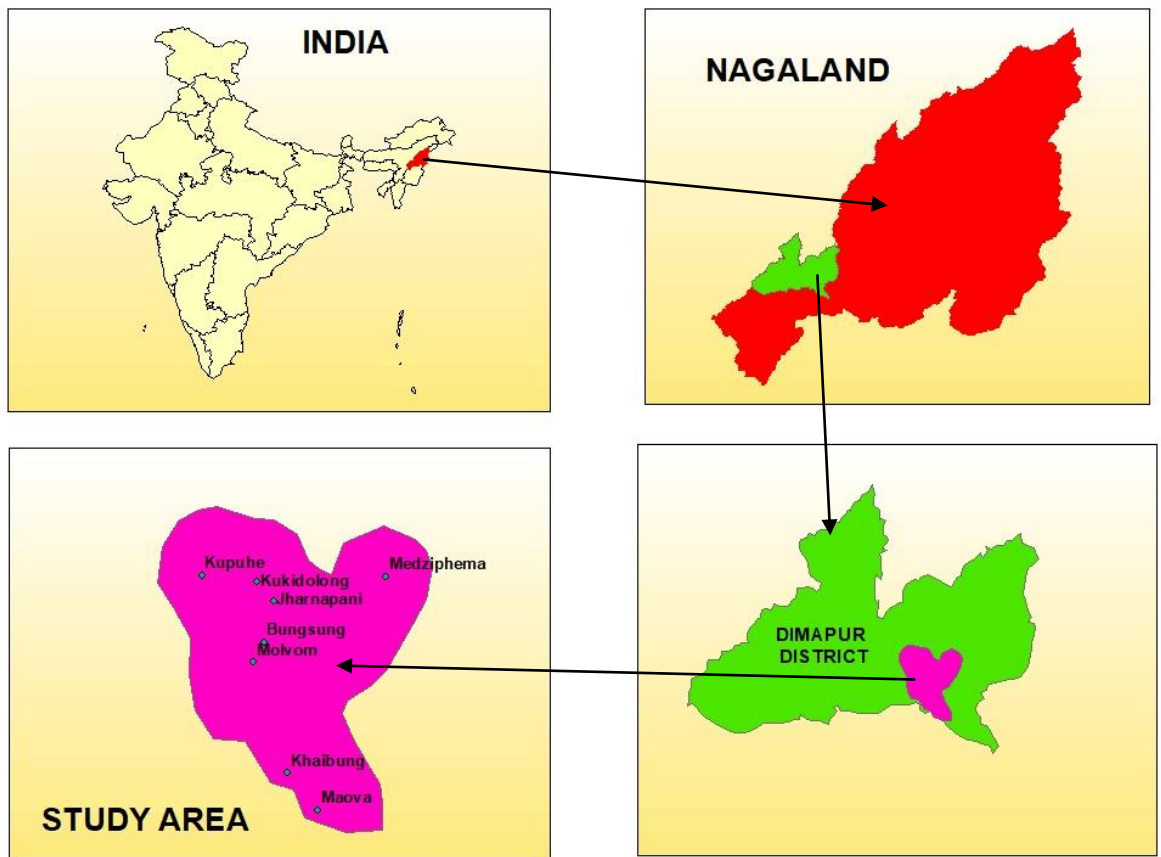 INDIA
NAGALAND
Kupuhe
Medziphema
Kukidolong
Jharnapani
Bungsung
Molvom
Khaibung
Maova
STUDY AREA
DIMAPUR
DISTRICT